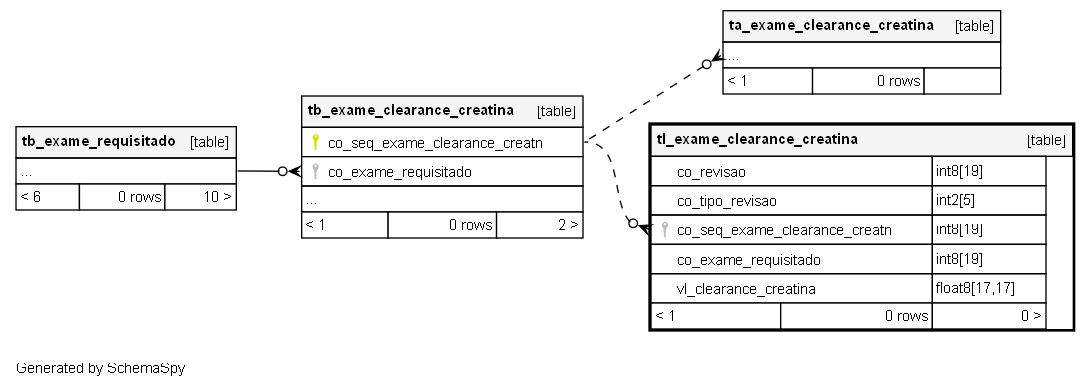 ta_exame_clearance_creatina [table]
...
< 1 0 rows
tb_exame_clearance_creatina [table]
co_seq_exame_clearance_creatn
co_exame_requisitado
...
< 1 0 rows 2 >
tb_exame_requisitado [table]
...
< 6 0 rows 10 >
tl_exame_clearance_creatina [table]
co_revisao int8[19]
co_tipo_revisao int2[5]
co_seq_exame_clearance_creatn int8[19]
co_exame_requisitado int8[19]
vl_clearance_creatina float8[17,17]
< 1 0 rows 0 >
Generated by SchemaSpy